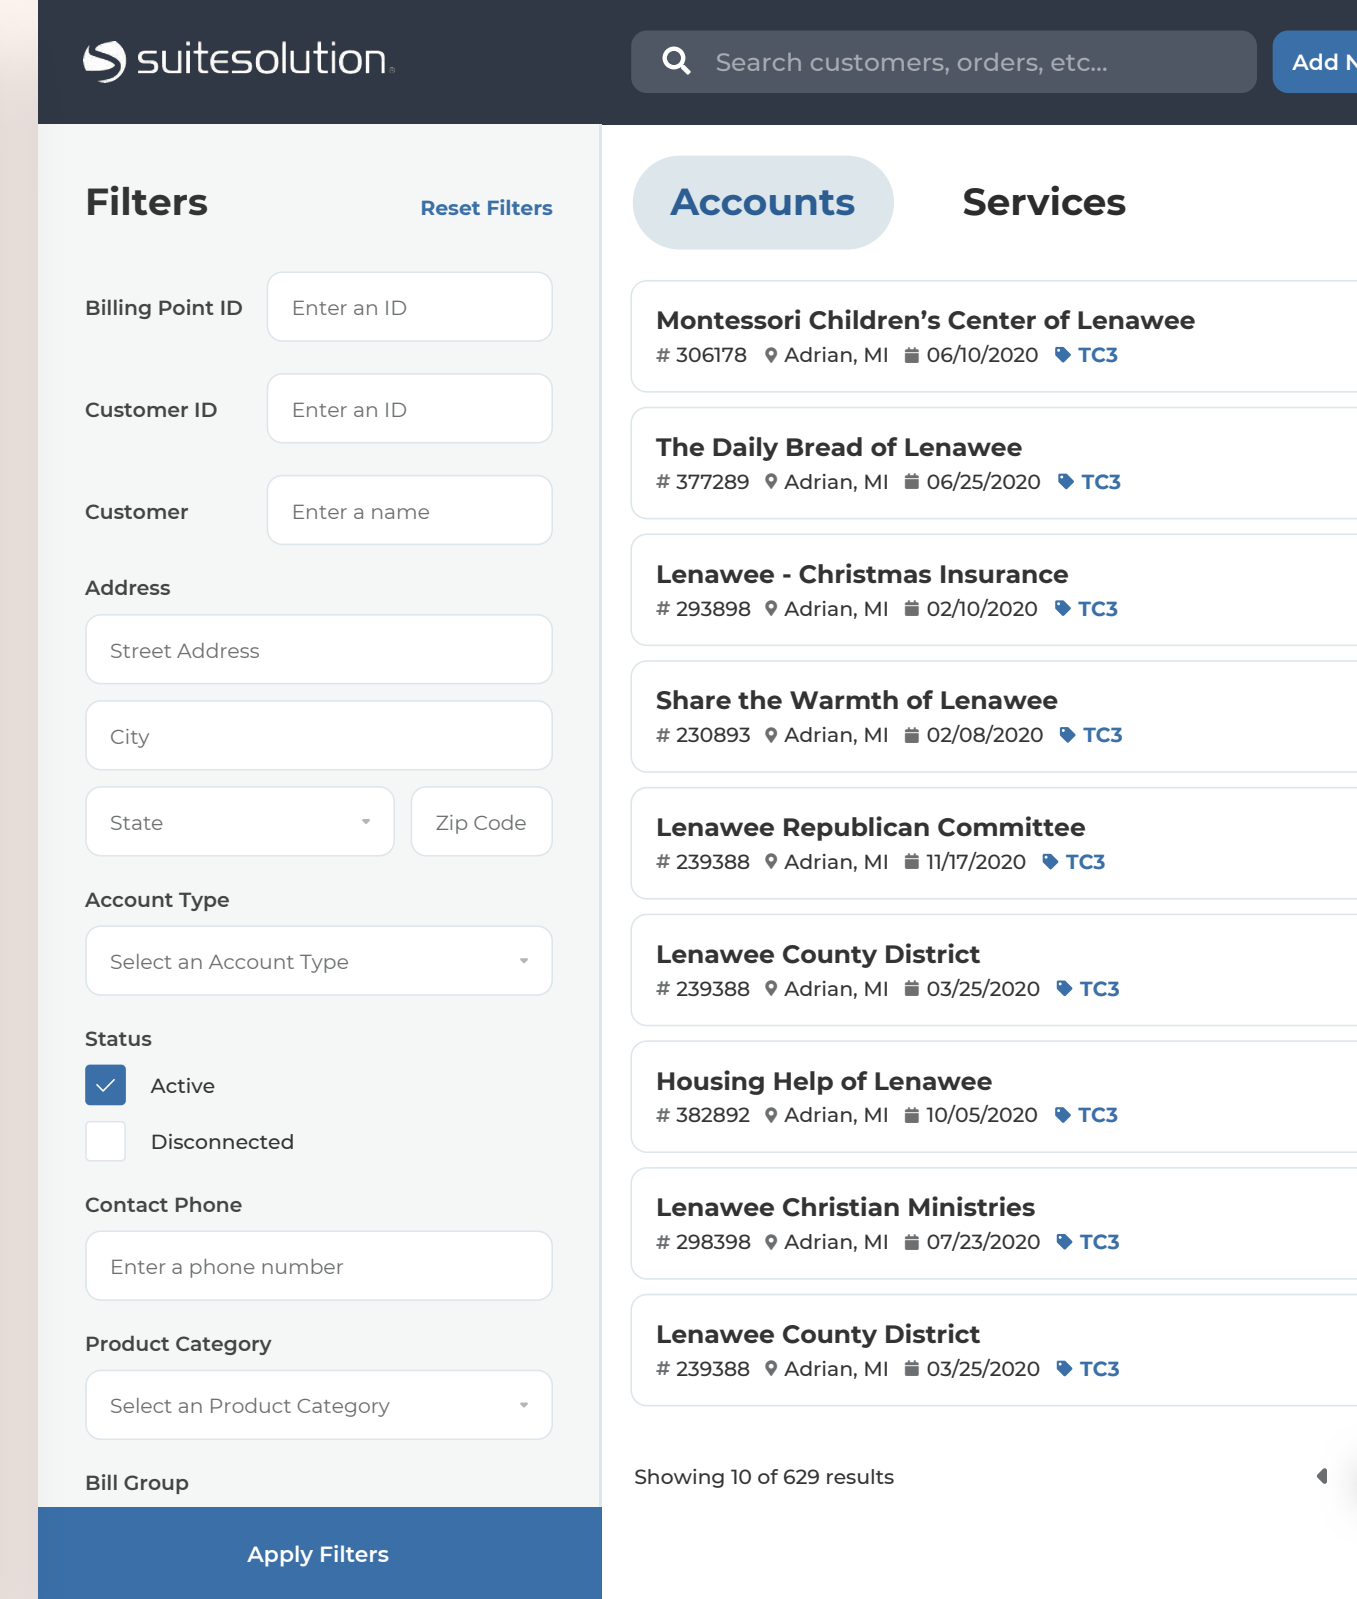 suitesolution
Search customers, orders, etc...
Add
Filters
Reset Filters
Billing Point ID
Enter an ID
Customer ID
Enter an ID
Customer
Enter a name
Address
Street Address
City
State
Zip Code
Account Type
Select an Account Type
Status
Active
Disconnected
Contact Phone
Enter a phone number
Product Category
Select an Product Category
Bill Group
Apply Filters
Accounts
Services
Montessori Children’s Center of Lenawee
# 306178 Adrian, MI 06/10/2020 TC3
The Daily Bread of Lenawee
# 377289 Adrian, MI 06/25/2020 TC3
Lenawee - Christmas Insurance
# 293898 Adrian, MI 02/10/2020 TC3
Share the Warmth of Lenawee
# 230893 Adrian, MI 02/08/2020 TC3
Lenawee Republican Committee
# 239388 Adrian, MI 11/17/2020 TC3
Lenawee County District
# 239388 Adrian, MI 03/25/2020 TC3
Housing Help of Lenawee
# 382892 Adrian, MI 10/05/2020 TC3
Lenawee Christian Ministries
# 298398 Adrian, MI 07/23/2020 TC3
Lenawee County District
# 239388 Adrian, MI 03/25/2020 TC3
Showing 10 of 629 results